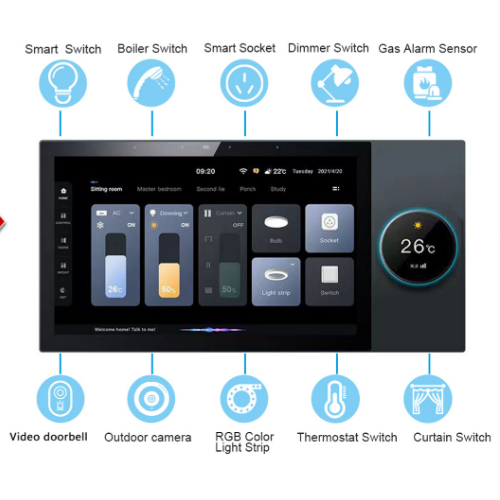 Smart Switch
Boiler Switch
Smart Socket
Dimmer Switch
Gas Alarm Sensor
09:20
22℃
Tuesday
2021/4/20
Sitting room
Master bedroom
Second lie
Porch
Study
HOME
AC
ON
26℃
Dimming
ON
50%
Curtain
OFF
50%
Bulb
Socket
Light strip
Switch
26℃
Welcome home! Talk to me!
Video doorbell
Outdoor camera
RGB Color
Light Strip
Thermostat Switch
Curtain Switch